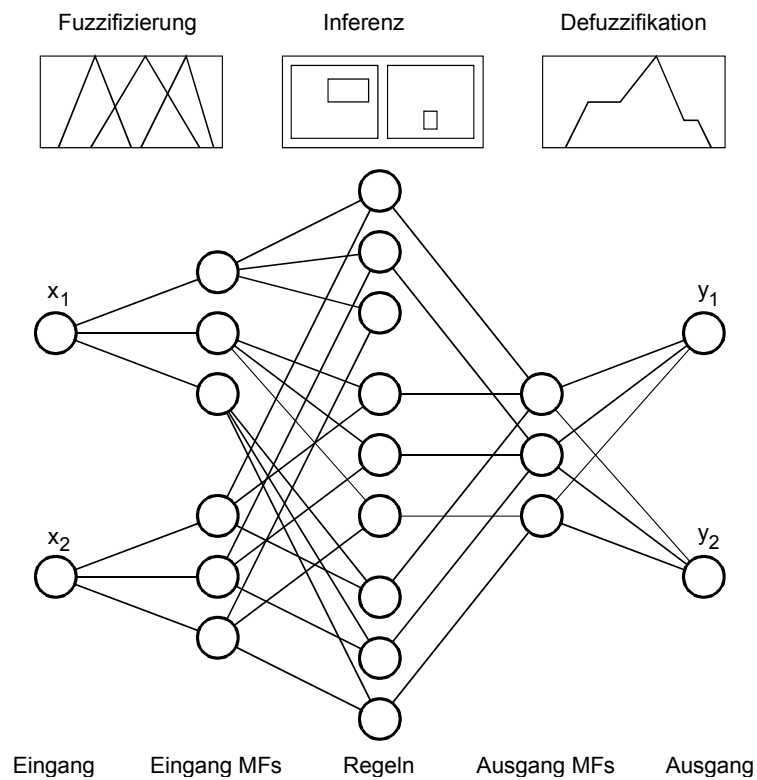 Fuzzifizierung Inferenz Defuzzifikation
x1 y1
x2 y2
Eingang Eingang MFs Regeln Ausgang MFs Ausgang